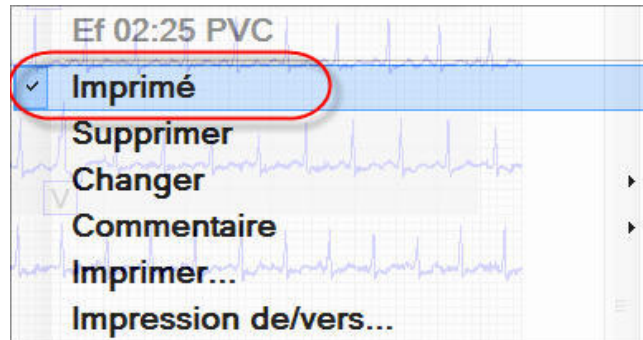 Ef 02:25 PVC
Imprimé
Supprimer
Changer
V
Commentaire
Imprimer...
Impression de/vers...